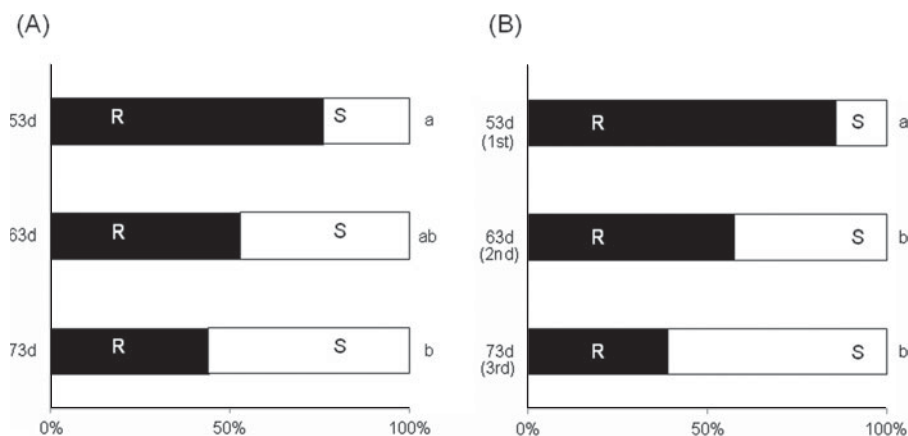 (A)
53d R S a
63d R S ab
73d R S b
0% 50% 100%
(B)
53d R S a
(1st)
63d R S b
(2nd)
73d R S b
(3rd)
0% 50% 100%